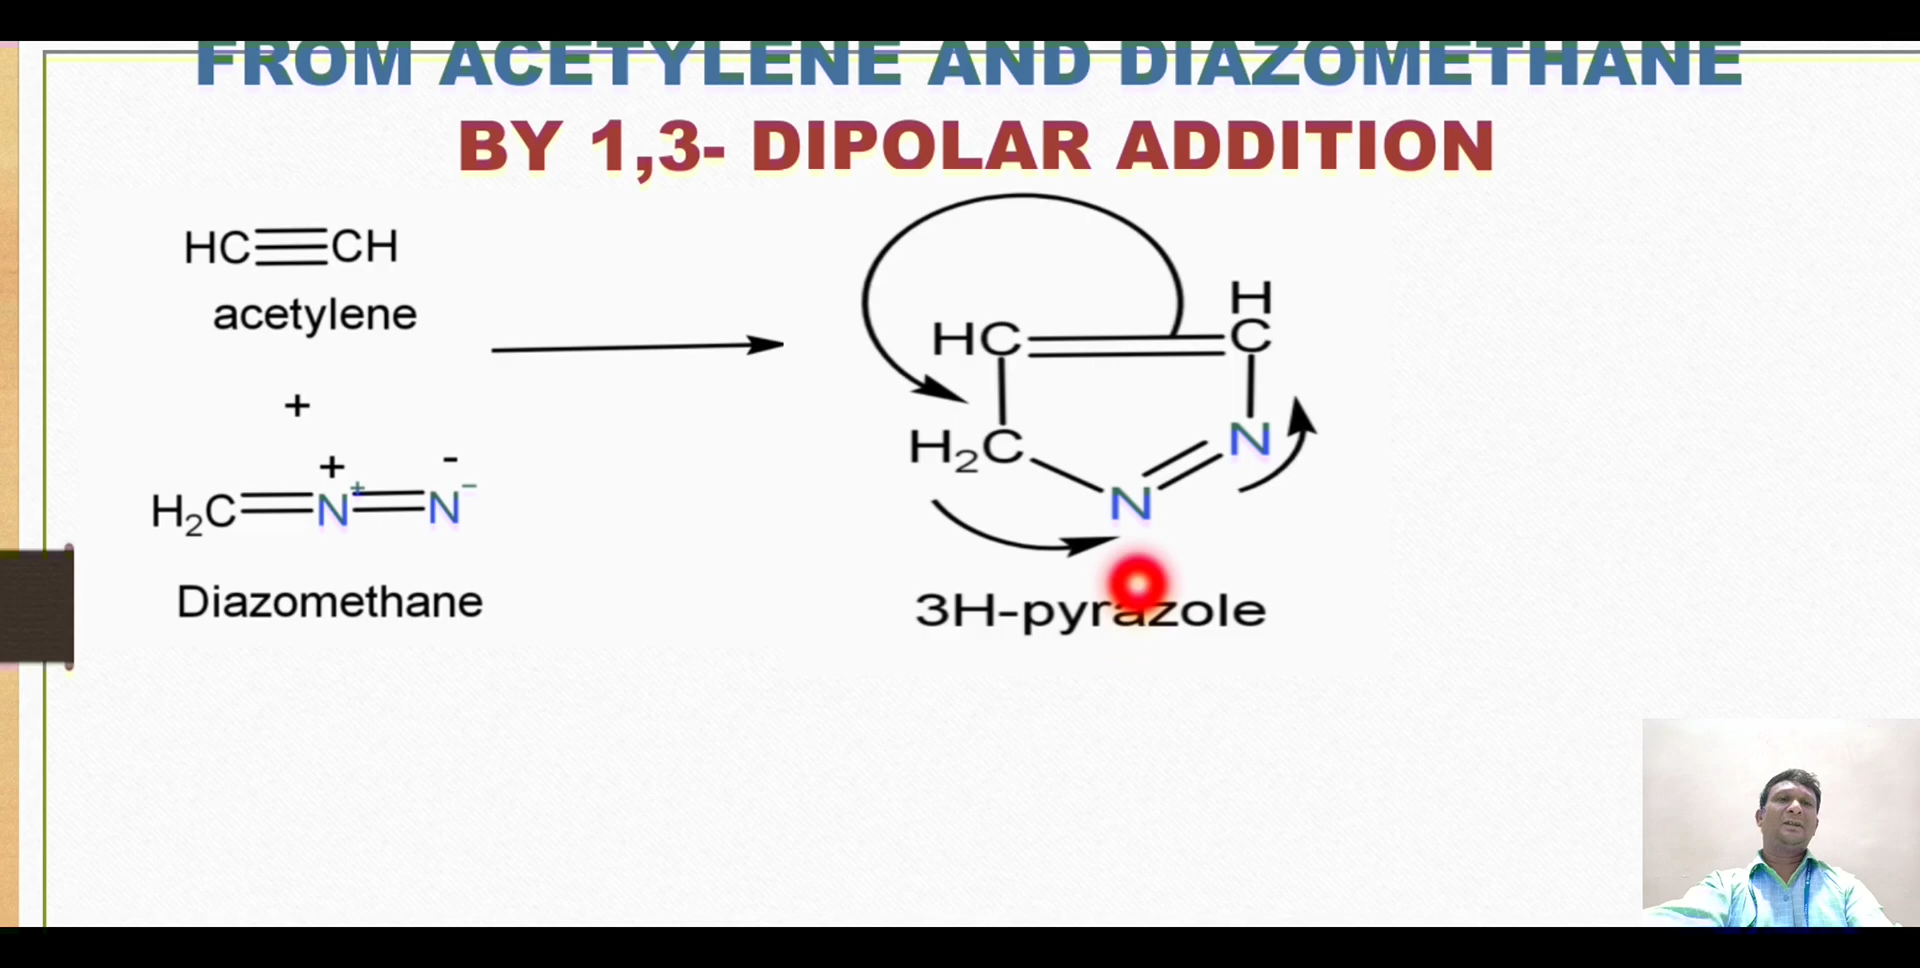 FROM ACETYLENE AND DIAZOMETHANE
BY 1,3- DIPOLAR ADDITION
HC≡CH
acetylene
+
+ -
H₂C=N⁺=N⁻
Diazomethane
H
HC=C
H₂C N
N
3H-pyrazole